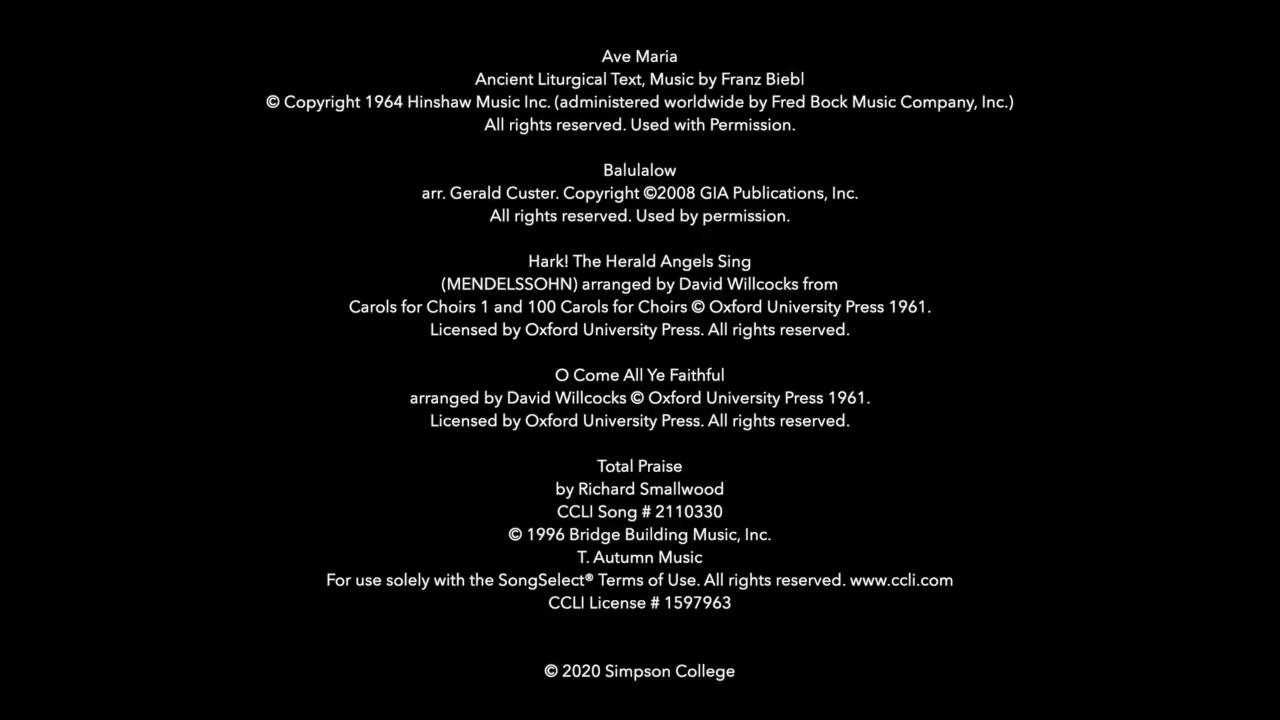 Ave Maria
Ancient Liturgical Text, Music by Franz Biebl
© Copyright 1964 Hinshaw Music Inc. (administered worldwide by Fred Bock Music Company, Inc.)
All rights reserved. Used with Permission.
Balulalow
arr. Gerald Custer. Copyright ©2008 GIA Publications, Inc.
All rights reserved. Used by permission.
Hark! The Herald Angels Sing
(MENDELSSOHN) arranged by David Willcocks from
Carols for Choirs 1 and 100 Carols for Choirs © Oxford University Press 1961.
Licensed by Oxford University Press. All rights reserved.
O Come All Ye Faithful
arranged by David Willcocks © Oxford University Press 1961.
Licensed by Oxford University Press. All rights reserved.
Total Praise
by Richard Smallwood
CCLI Song # 2110330
© 1996 Bridge Building Music, Inc.
T. Autumn Music
For use solely with the SongSelect® Terms of Use. All rights reserved. www.ccli.com
CCLI License # 1597963
© 2020 Simpson College